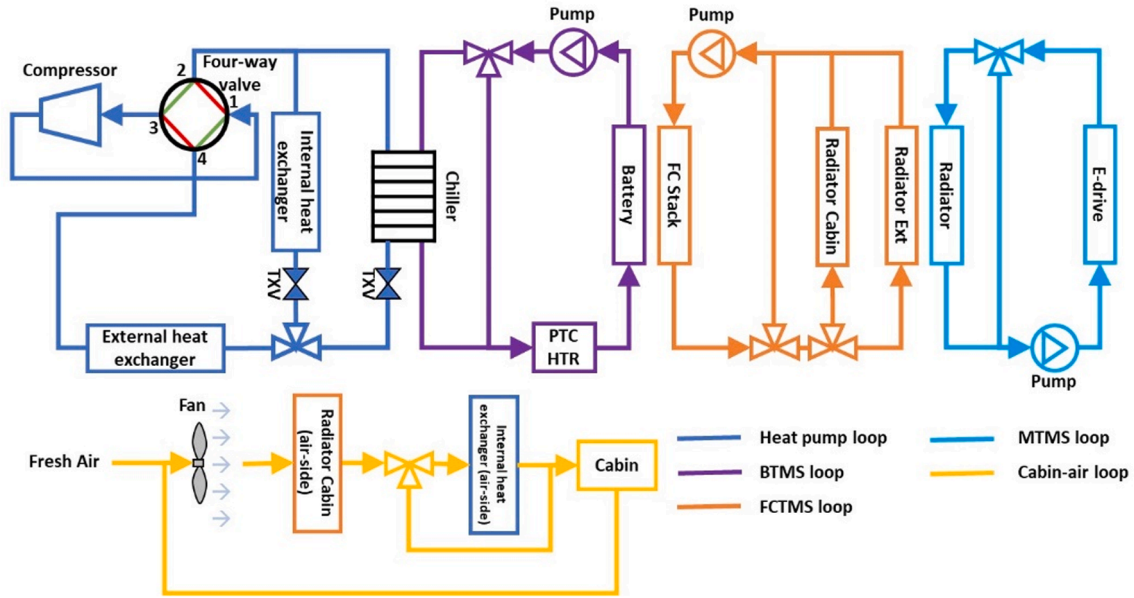 Compressor
Four-way
valve
2
1
3
4
Internal heat
exchanger
TXV
TXV
Chiller
External heat
exchanger
Pump
Battery
PTC
HTR
Pump
FC Stack
Radiator Cabin
Radiator Ext
Radiator
E-drive
Pump
Fan
Fresh Air
Radiator Cabin
(air-side)
Internal heat
exchanger (air-side)
Cabin
Heat pump loop
BTMS loop
FCTMS loop
MTMS loop
Cabin-air loop